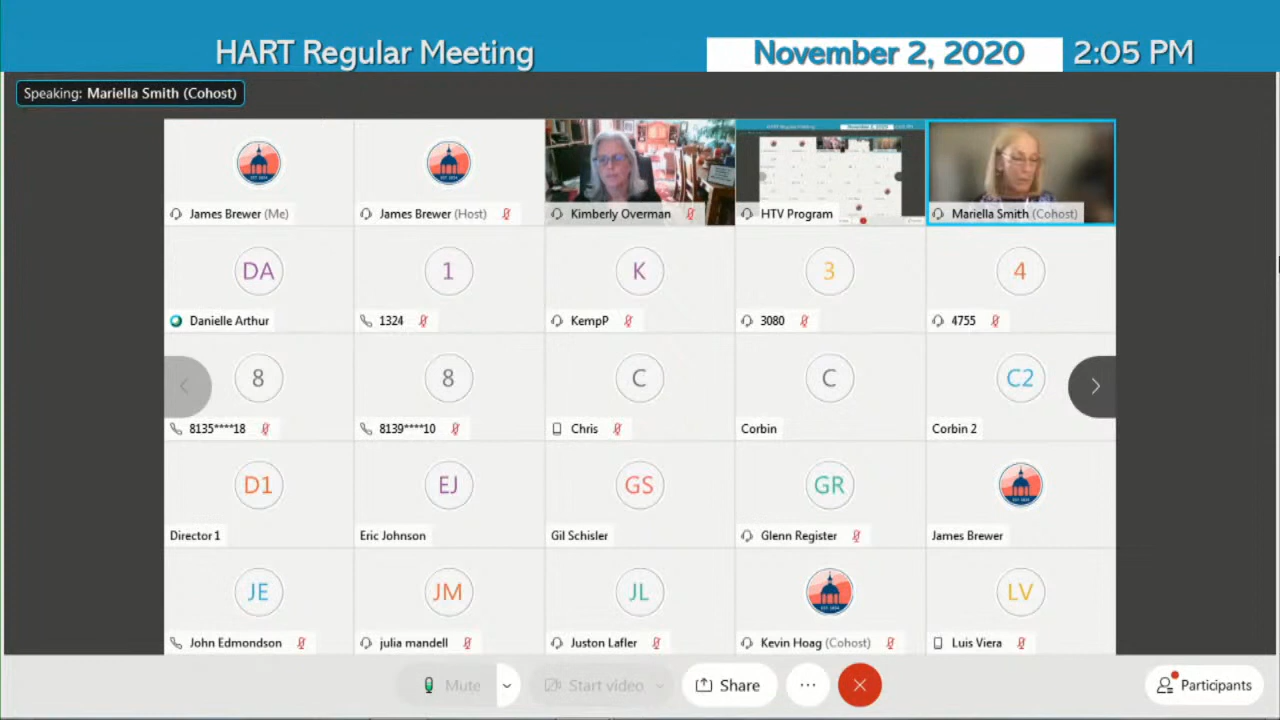 HART Regular Meeting
November 2, 2020
2:05 PM
Speaking: Mariella Smith (Cohost)
James Brewer (Me)
James Brewer (Host)
Kimberly Overman
HTV Program
Mariella Smith (Cohost)
DA
1
K
3
4
Danielle Arthur
1324
KempP
3080
4755
8
8
C
C
C2
8135****18
8139****10
Chris
Corbin
Corbin 2
D1
EJ
GS
GR
Director 1
Eric Johnson
Gil Schisler
Glenn Register
James Brewer
JE
JM
JL
LV
John Edmondson
julia mandell
Juston Lafler
Kevin Hoag (Cohost)
Luis Viera
Mute
Start video
Share
Participants